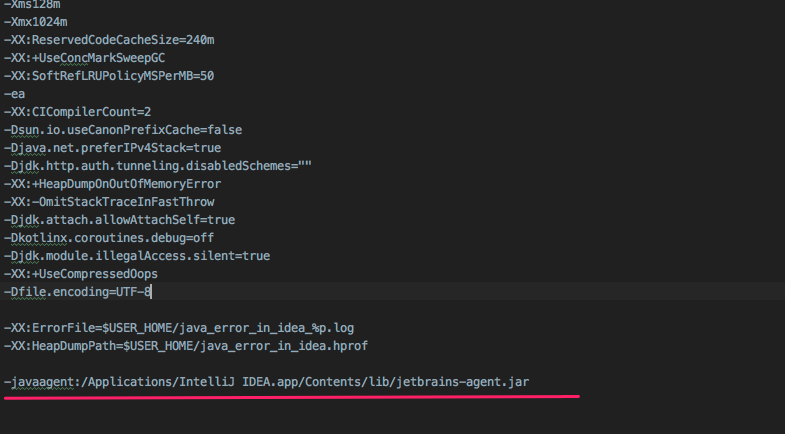 -Xms128m
-Xmx1024m
-XX:ReservedCodeCacheSize=240m
-XX:+UseConcMarkSweepGC
-XX:SoftRefLRUPolicyMSPerMB=50
-ea
-XX:CICompilerCount=2
-Dsun.io.useCanonPrefixCache=false
-Djava.net.preferIPv4Stack=true
-Djdk.http.auth.tunneling.disabledSchemes=""
-XX:+HeapDumpOnOutOfMemoryError
-XX:-OmitStackTraceInFastThrow
-Djdk.attach.allowAttachSelf=true
-Dkotlinx.coroutines.debug=off
-Djdk.module.illegalAccess.silent=true
-XX:+UseCompressedOops
-Dfile.encoding=UTF-8
-XX:ErrorFile=$USER_HOME/java_error_in_idea_%p.log
-XX:HeapDumpPath=$USER_HOME/java_error_in_idea.hprof
-javaagent:/Applications/IntelliJ IDEA.app/Contents/lib/jetbrains-agent.jar